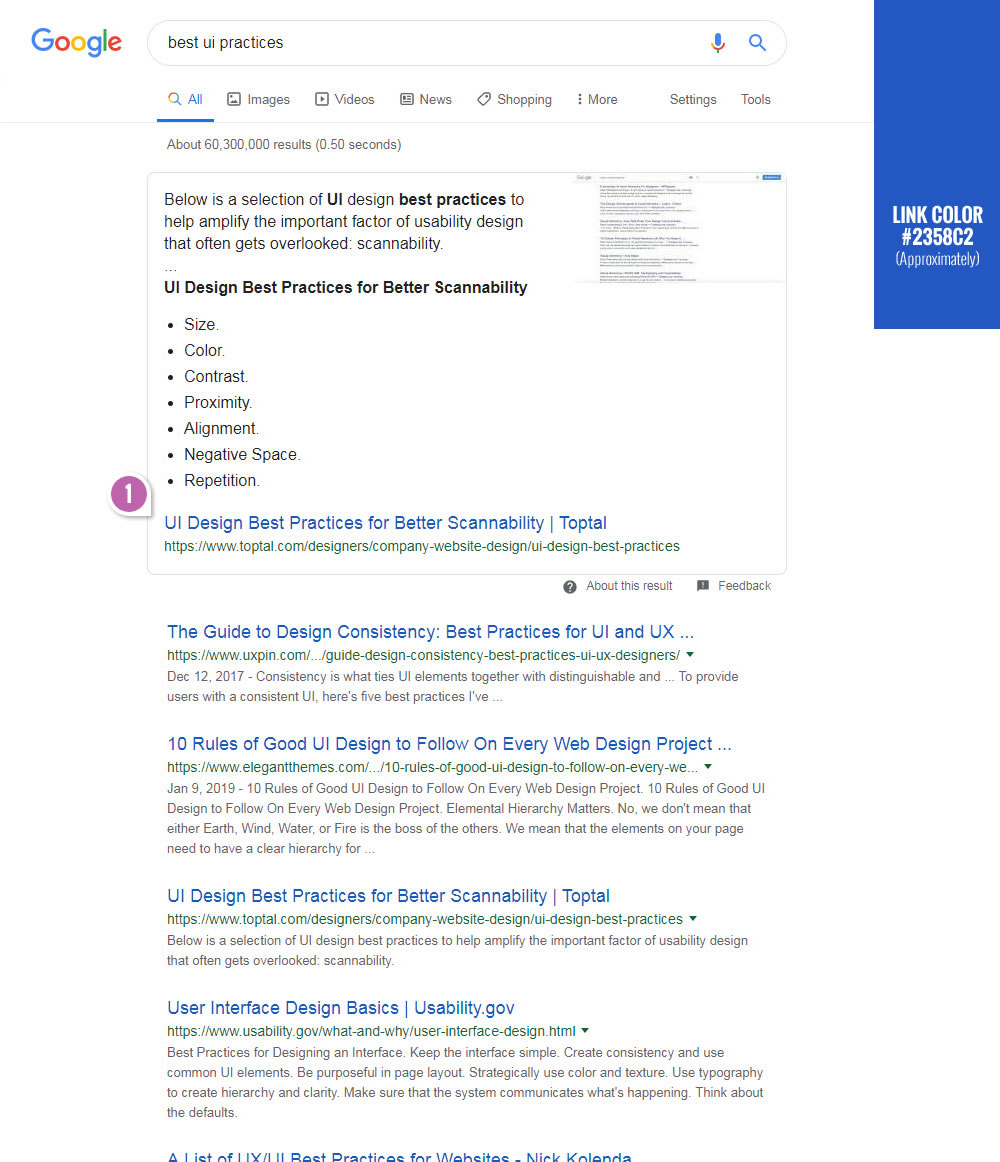 Google
best ui practices
All Images Videos News Shopping More Settings Tools
About 60,300,000 results (0.50 seconds)
Below is a selection of UI design best practices to
help amplify the important factor of usability design
that often gets overlooked: scannability.
...
UI Design Best Practices for Better Scannability
• Size.
• Color.
• Contrast.
• Proximity.
• Alignment.
• Negative Space.
• Repetition.
1
UI Design Best Practices for Better Scannability | Toptal
https://www.toptal.com/designers/company-website-design/ui-design-best-practices
About this result Feedback
The Guide to Design Consistency: Best Practices for UI and UX ...
https://www.uxpin.com/.../guide-design-consistency-best-practices-ui-ux-designers/
Dec 12, 2017 - Consistency is what ties UI elements together with distinguishable and ... To provide
users with a consistent UI, here's five best practices I've ...
10 Rules of Good UI Design to Follow On Every Web Design Project ...
https://www.elegantthemes.com/.../10-rules-of-good-ui-design-to-follow-on-every-we...
Jan 9, 2019 - 10 Rules of Good UI Design to Follow On Every Web Design Project. 10 Rules of Good UI
Design to Follow On Every Web Design Project. Elemental Hierarchy Matters. No, we don't mean that
either Earth, Wind, Water, or Fire is the boss of the others. We mean that the elements on your page
need to have a clear hierarchy for ...
UI Design Best Practices for Better Scannability | Toptal
https://www.toptal.com/designers/company-website-design/ui-design-best-practices
Below is a selection of UI design best practices to help amplify the important factor of usability design
that often gets overlooked: scannability.
User Interface Design Basics | Usability.gov
https://www.usability.gov/what-and-why/user-interface-design.html
Best Practices for Designing an Interface. Keep the interface simple. Create consistency and use
common UI elements. Be purposeful in page layout. Strategically use color and texture. Use typography
to create hierarchy and clarity. Make sure that the system communicates what's happening. Think about
the defaults.
A List of UX/UI Best Practices for Websites - Nick Kolenda
LINK COLOR
#2358C2
(Approximately)